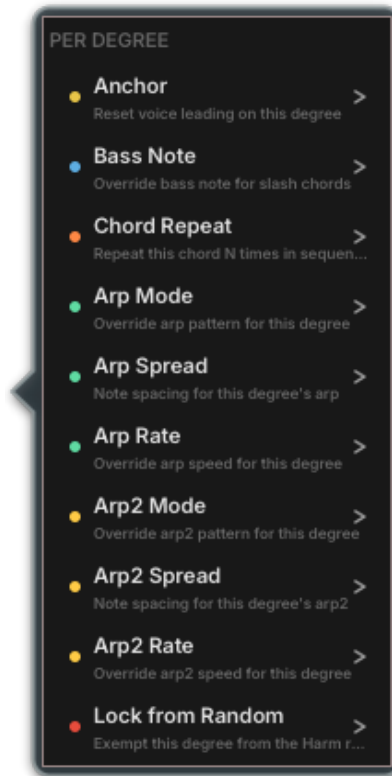 PER DEGREE
Anchor
Reset voice leading on this degree
Bass Note
Override bass note for slash chords
Chord Repeat
Repeat this chord N times in sequen...
Arp Mode
Override arp pattern for this degree
Arp Spread
Note spacing for this degree's arp
Arp Rate
Override arp speed for this degree
Arp2 Mode
Override arp2 pattern for this degree
Arp2 Spread
Note spacing for this degree's arp2
Arp2 Rate
Override arp2 speed for this degree
Lock from Random
Exempt this degree from the Harm r...